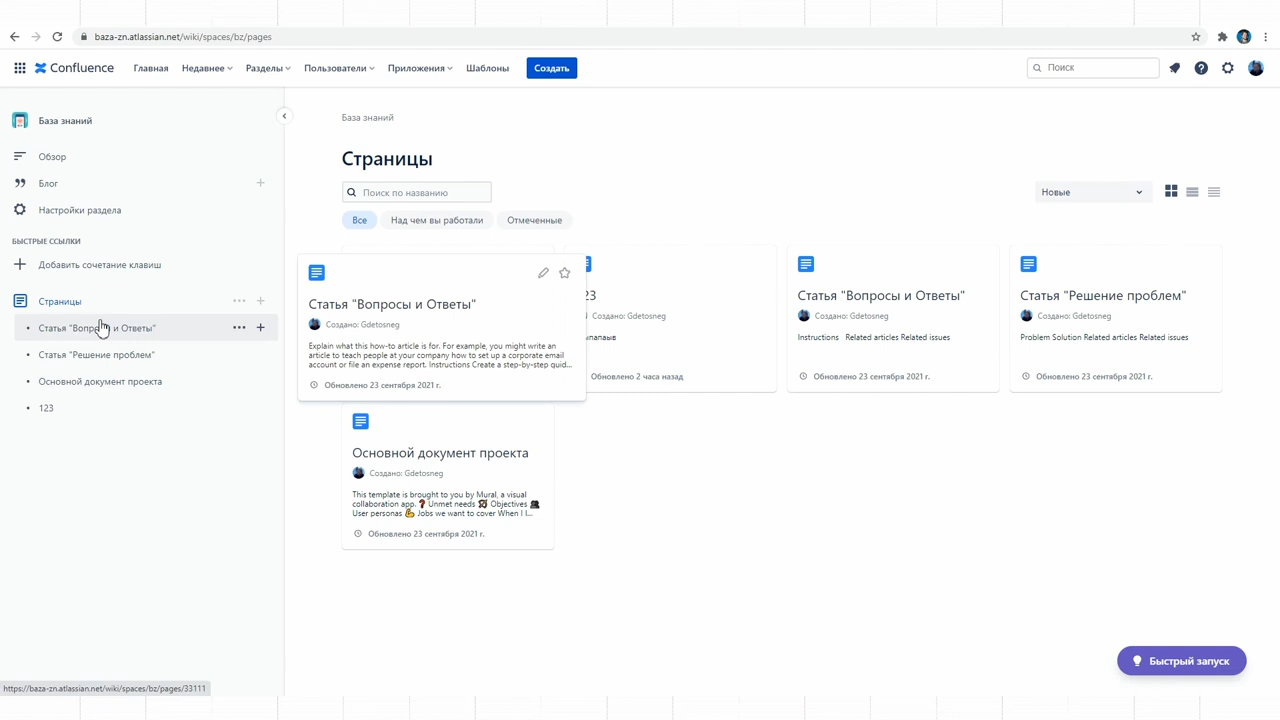 baza-zn.atlassian.net/wiki/spaces/bz/pages
Confluence
Главная
Недавнее
Разделы
Пользователи
Приложения
Шаблоны
Создать
Поиск
База знаний
Обзор
Блог
Настройки раздела
БЫСТРЫЕ ССЫЛКИ
Добавить сочетание клавиш
Страницы
Статья "Вопросы и Ответы"
Статья "Решение проблем"
Основной документ проекта
123
База знаний
Страницы
Поиск по названию
Новые
Все
Над чем вы работали
Отмеченные
Статья "Вопросы и Ответы"
Создано: Gdetosneg
Explain what this how-to article is for. For example, you might write an
article to teach people at your company how to set up a corporate email
account or file an expense report. Instructions Create a step-by-step guid...
Обновлено 23 сентября 2021 г.
23
Создано: Gdetosneg
Обновлено 2 часа назад
Статья "Вопросы и Ответы"
Создано: Gdetosneg
Instructions Related articles Related issues
Обновлено 23 сентября 2021 г.
Статья "Решение проблем"
Создано: Gdetosneg
Problem Solution Related articles Related issues
Обновлено 23 сентября 2021 г.
Основной документ проекта
Создано: Gdetosneg
This template is brought to you by Mural, a visual
collaboration app. ❓ Unmet needs Objectives
User personas 💪 Jobs we want to cover When I I...
Обновлено 23 сентября 2021 г.
Быстрый запуск
https://baza-zn.atlassian.net/wiki/spaces/bz/pages/33111